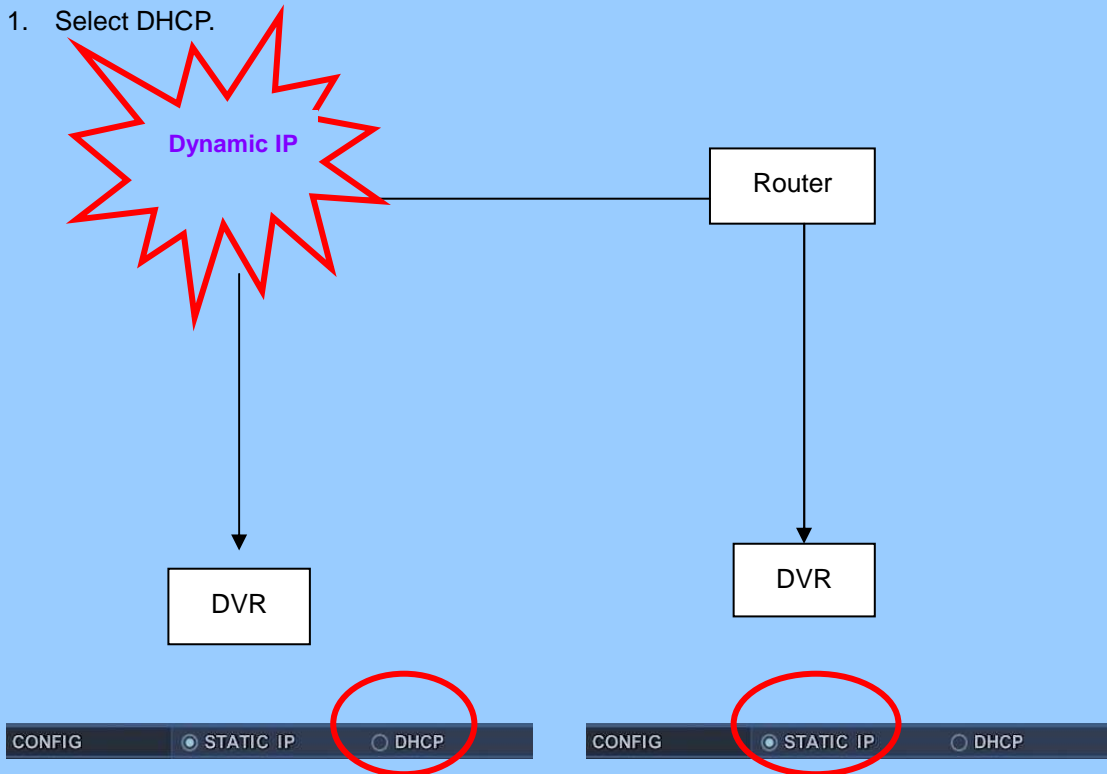 1. Select DHCP.
Dynamic IP
Router
DVR
DVR
CONFIG STATIC IP DHCP
CONFIG STATIC IP DHCP